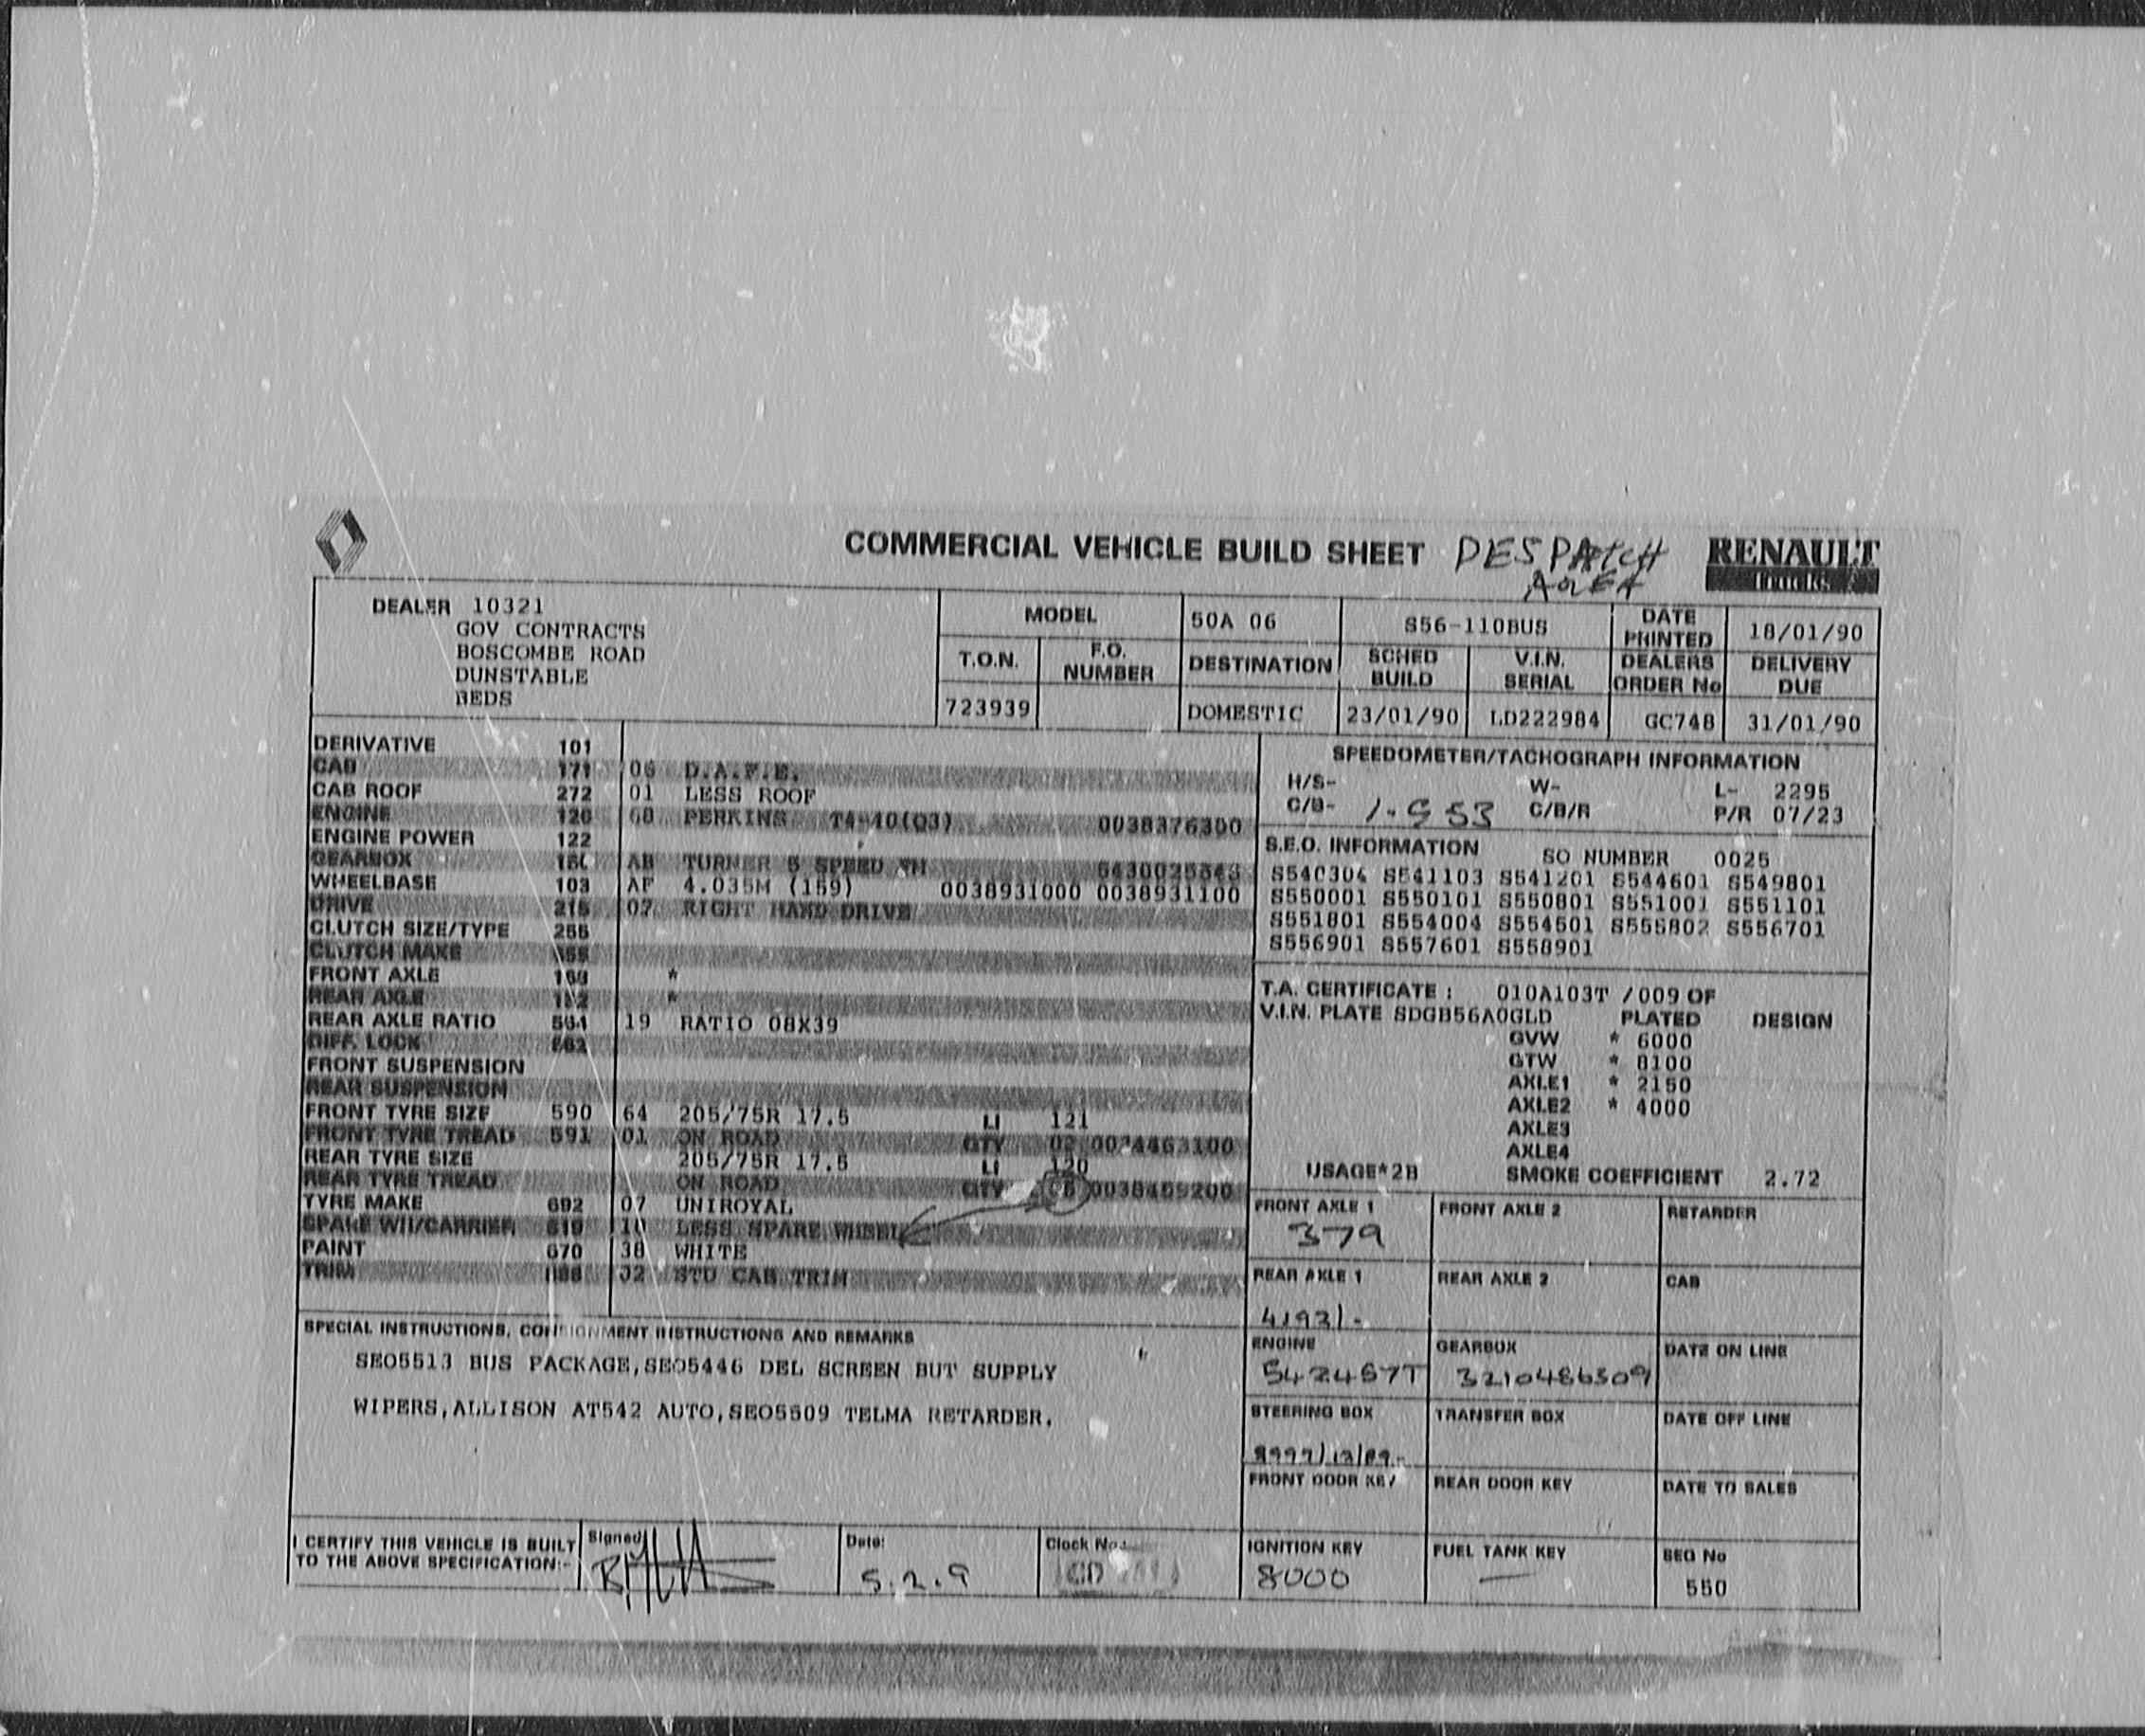 COMMERCIAL VEHICLE BUILD SHEET DESPATCH AREA RENAULT Trucks
DEALER 10321
GOV CONTRACTS
BOSCOMBE ROAD
DUNSTABLE
BEDS
MODEL 50A 06 S56-110BUS DATE PRINTED 18/01/90
T.O.N. F.O. NUMBER DESTINATION SCHED BUILD V.I.N. SERIAL DEALERS ORDER No DELIVERY DUE
723939 DOMESTIC 23/01/90 LD222984 GC748 31/01/90
DERIVATIVE 101
CAB 171 06 D.A.F.E.
CAB ROOF 272 01 LESS ROOF
ENGINE 120 60 PERKINS T4-40(Q3) 0038376300
ENGINE POWER 122
GEARBOX AB TURNER 5 SPEED
WHEELBASE 103 AF 4.035M (159) 0038931000 0038931100
DRIVE 215 02 RIGHT HAND DRIVE
CLUTCH SIZE/TYPE 255
CLUTCH MAKE
FRONT AXLE *
REAR AXLE *
REAR AXLE RATIO 19 RATIO 08X39
DIFF. LOCK
FRONT SUSPENSION
REAR SUSPENSION
FRONT TYRE SIZE 590 64 205/75R 17.5 LI 121
FRONT TYRE TREAD 591 01 ON ROAD QTY 02
REAR TYRE SIZE 205/75R 17.5 LI 120
REAR TYRE TREAD ON ROAD QTY
TYRE MAKE 692 07 UNIROYAL
SPARE WH/CARRIER 610 10 LESS SPARE WHEEL
PAINT 670 38 WHITE
TRIM STD CAB TRIM
SPECIAL INSTRUCTIONS, CONSIGNMENT INSTRUCTIONS AND REMARKS
SEO5513 BUS PACKAGE,SEO5446 DEL SCREEN BUT SUPPLY
WIPERS,ALLISON AT542 AUTO,SEO5509 TELMA RETARDER.
SPEEDOMETER/TACHOGRAPH INFORMATION
H/S- W- L- 2295
C/B- C/B/R P/R 07/23
S.E.O. INFORMATION SO NUMBER 0025
S540304 S541103 S541201 S544601 S549801
S550001 S550101 S550801 S551001 S551101
S551801 S554004 S554501 S555802 S556701
S556901 S557601 S558901
T.A. CERTIFICATE : 010A103T /009 OF
V.I.N. PLATE SDGB56A0GLD PLATED DESIGN
GVW * 6000
GTW * 8100
AXLE1 * 2150
AXLE2 * 4000
AXLE3
AXLE4
USAGE*2B SMOKE COEFFICIENT 2.72
FRONT AXLE 1 FRONT AXLE 2 RETARDER
379
REAR AXLE 1 REAR AXLE 2 CAB
ENGINE GEARBOX DATE ON LINE
542467T 3210486309
STEERING BOX TRANSFER BOX DATE OFF LINE
FRONT DOOR KEY REAR DOOR KEY DATE TO SALES
I CERTIFY THIS VEHICLE IS BUILT
TO THE ABOVE SPECIFICATION:-
Signed Date: 5.2.9 Clock No.:
IGNITION KEY FUEL TANK KEY SEQ No
8000 — 550